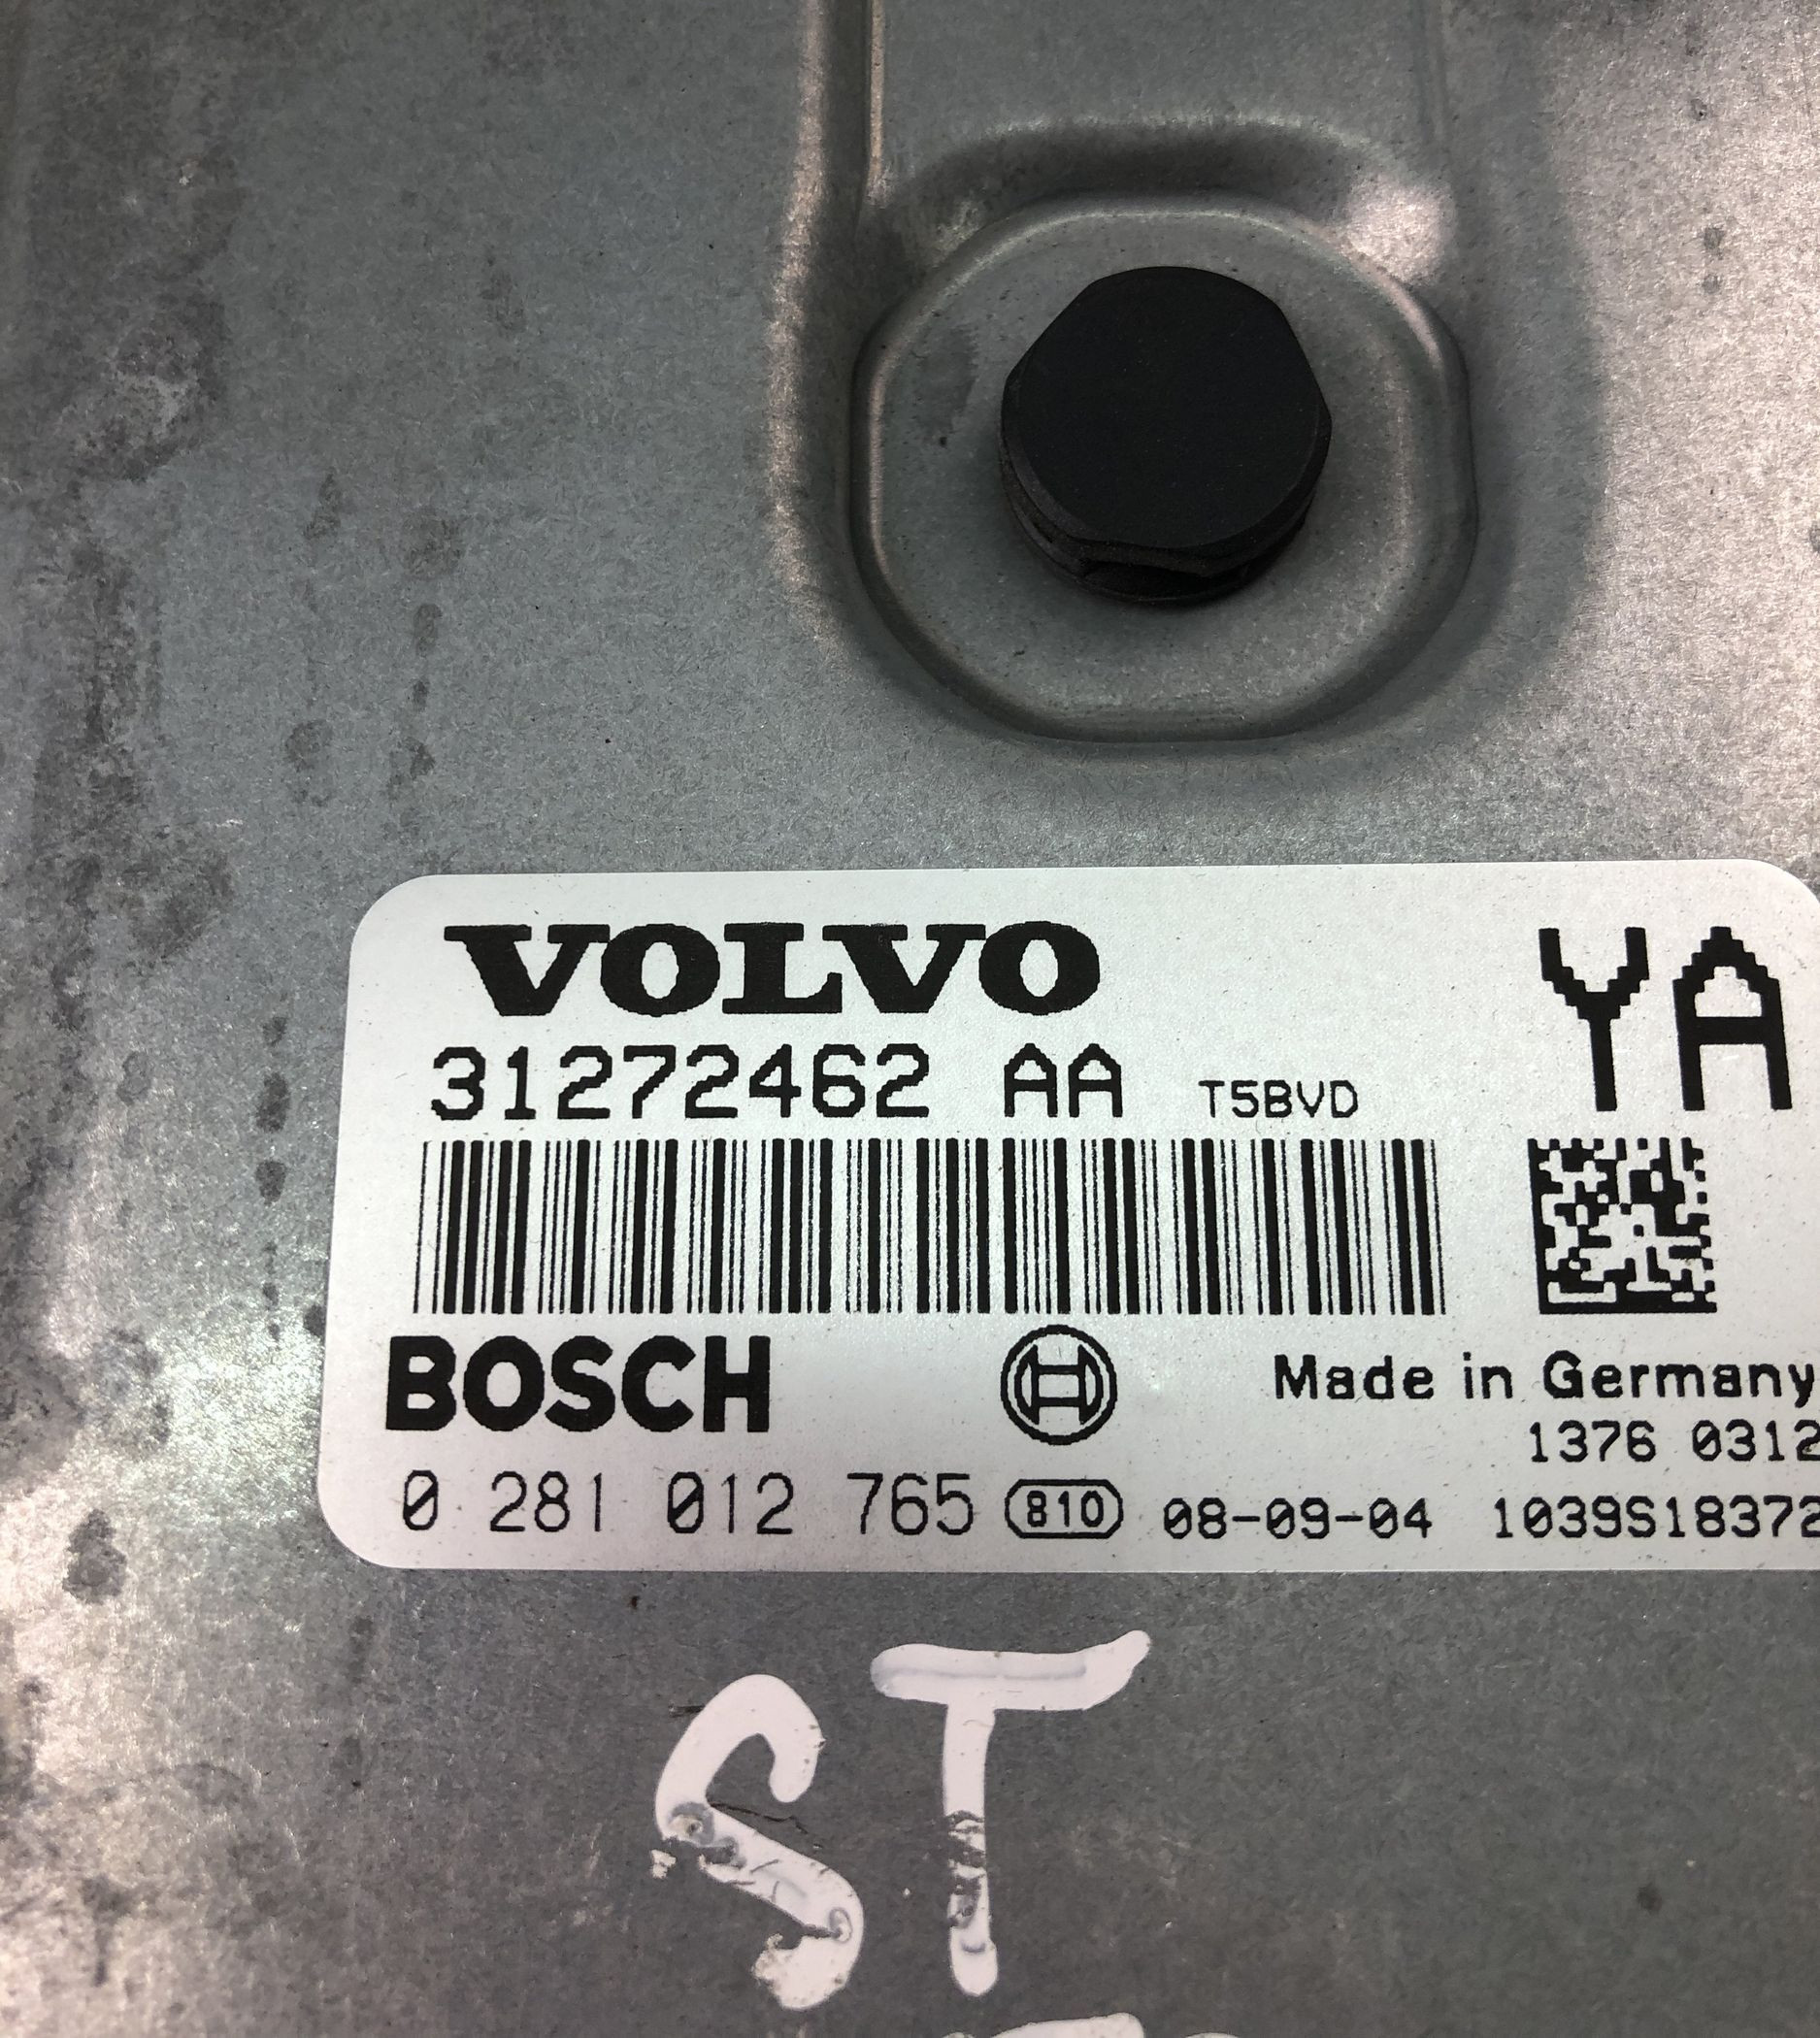 VOLVO YA
31272462 AA T5BVD
BOSCH Made in Germany
1376 0312
0 281 012 765 810 08-09-04 1039S18372
ST